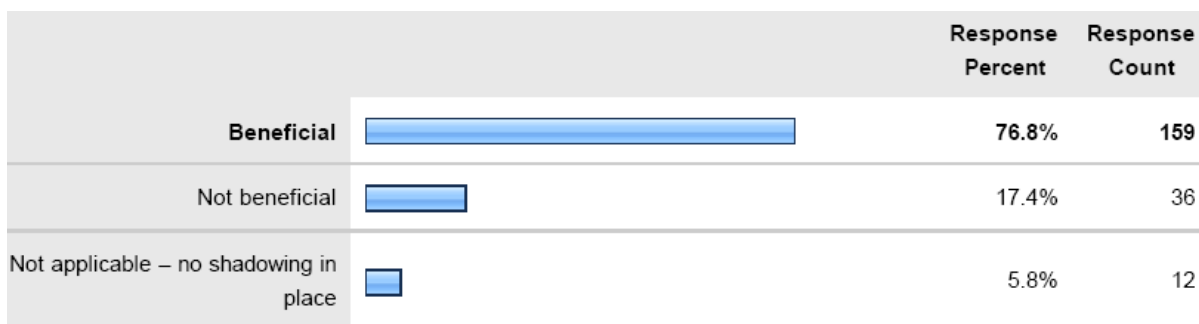 Response Response
Percent Count
Beneficial 76.8% 159
Not beneficial 17.4% 36
Not applicable – no shadowing in
place 5.8% 12